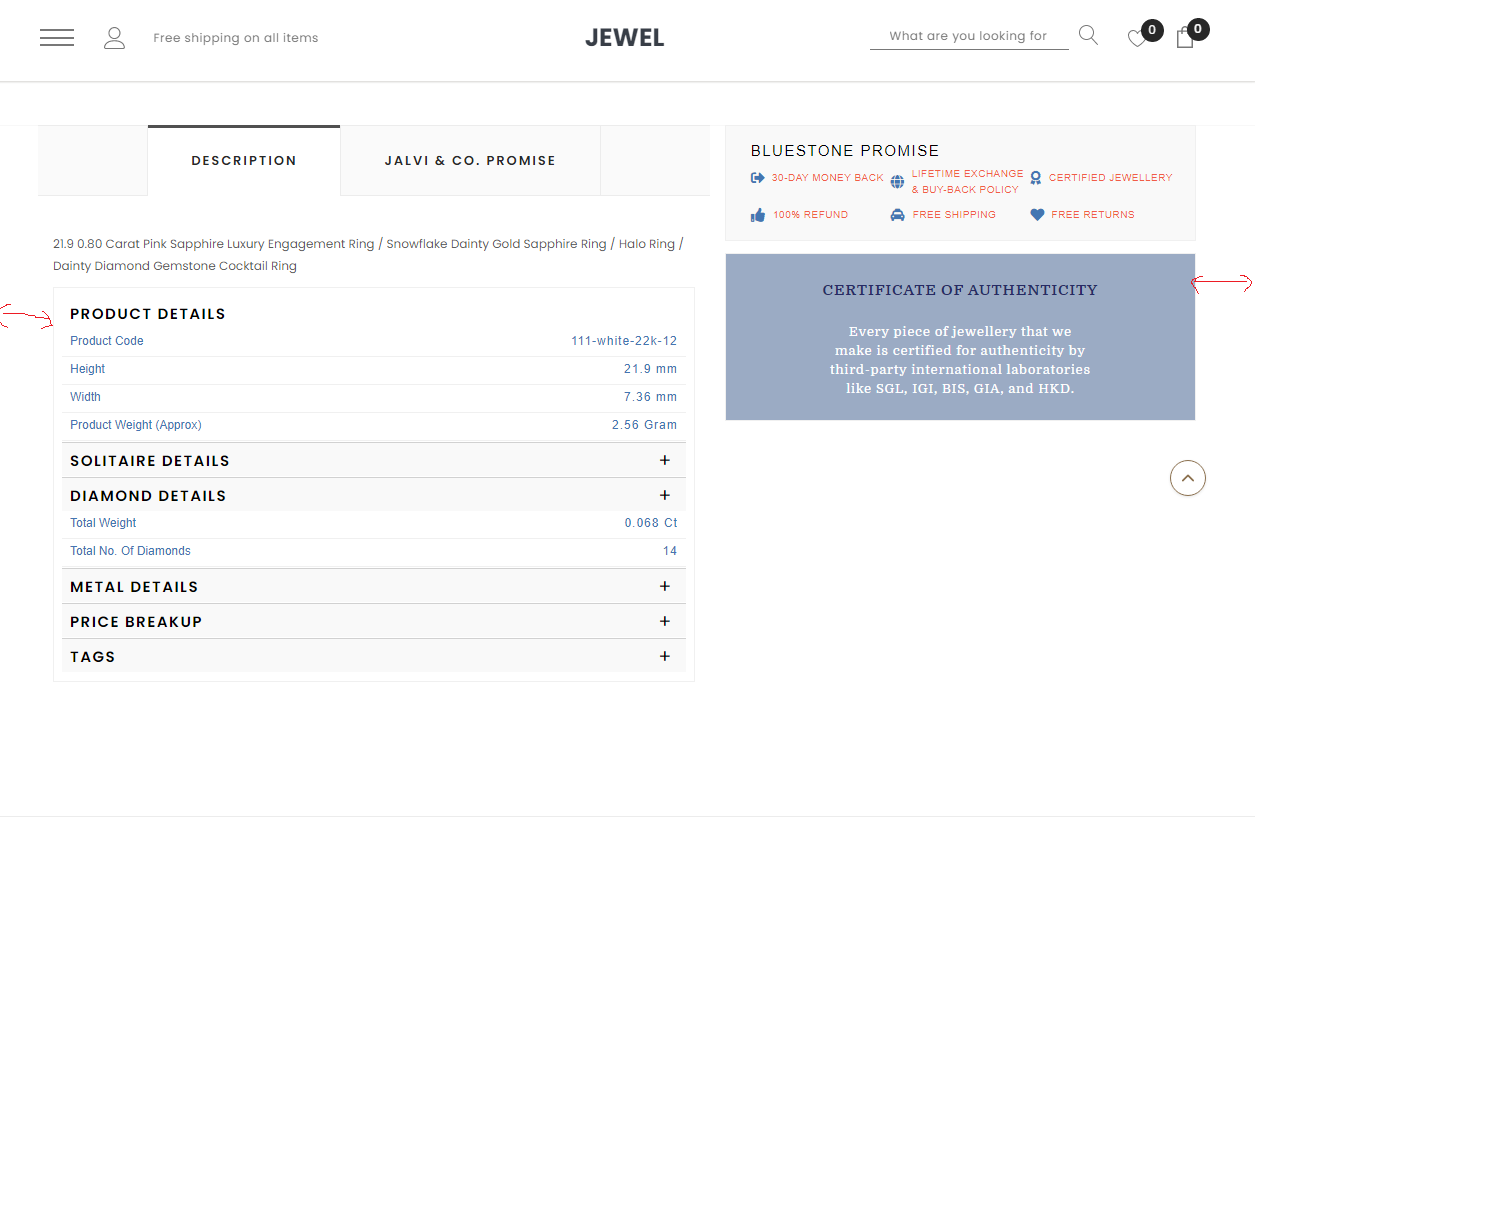 Free shipping on all items
JEWEL
What are you looking for
0
0
DESCRIPTION
JALVI & CO. PROMISE
21.9 0.80 Carat Pink Sapphire Luxury Engagement Ring / Snowflake Dainty Gold Sapphire Ring / Halo Ring /
Dainty Diamond Gemstone Cocktail Ring
PRODUCT DETAILS
Product Code 111-white-22k-12
Height 21.9 mm
Width 7.36 mm
Product Weight (Approx) 2.56 Gram
SOLITAIRE DETAILS +
DIAMOND DETAILS +
Total Weight 0.068 Ct
Total No. Of Diamonds 14
METAL DETAILS +
PRICE BREAKUP +
TAGS +
BLUESTONE PROMISE
30-DAY MONEY BACK
LIFETIME EXCHANGE
& BUY-BACK POLICY
CERTIFIED JEWELLERY
100% REFUND
FREE SHIPPING
FREE RETURNS
CERTIFICATE OF AUTHENTICITY
Every piece of jewellery that we
make is certified for authenticity by
third-party international laboratories
like SGL, IGI, BIS, GIA, and HKD.